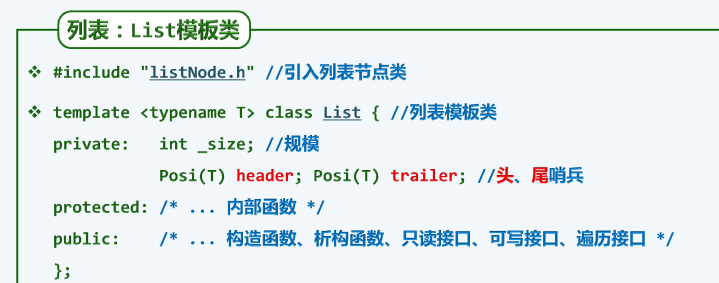 列表：List模板类
❖ #include "listNode.h" //引入列表节点类
❖ template <typename T> class List { //列表模板类
private: int _size; //规模
Posi(T) header; Posi(T) trailer; //头、尾哨兵
protected: /* ... 内部函数 */
public: /* ... 构造函数、析构函数、只读接口、可写接口、遍历接口 */
};